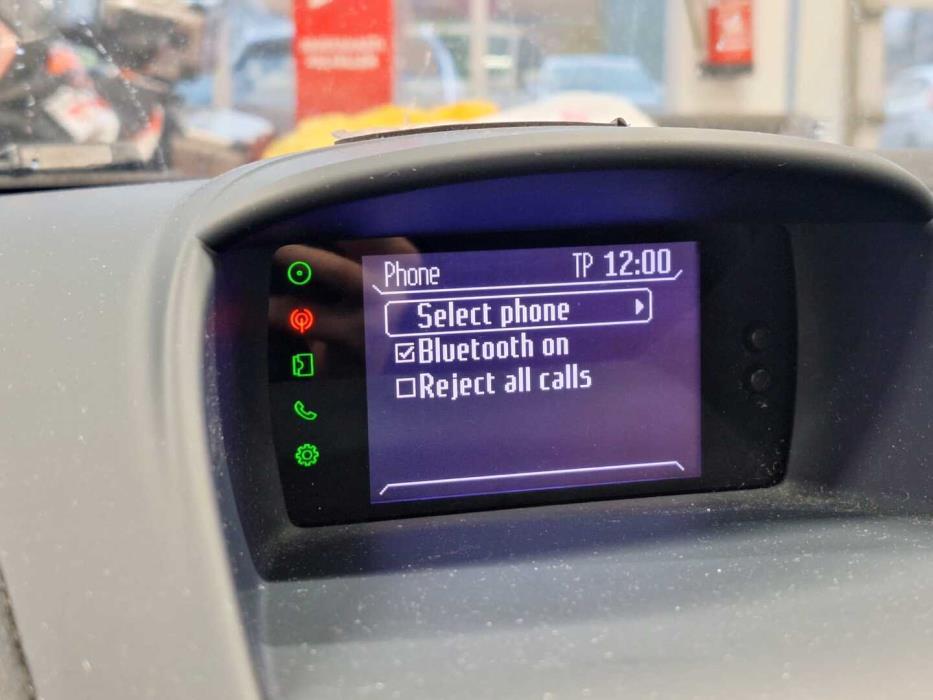 Phone TP 12:00
Select phone
Bluetooth on
Reject all calls